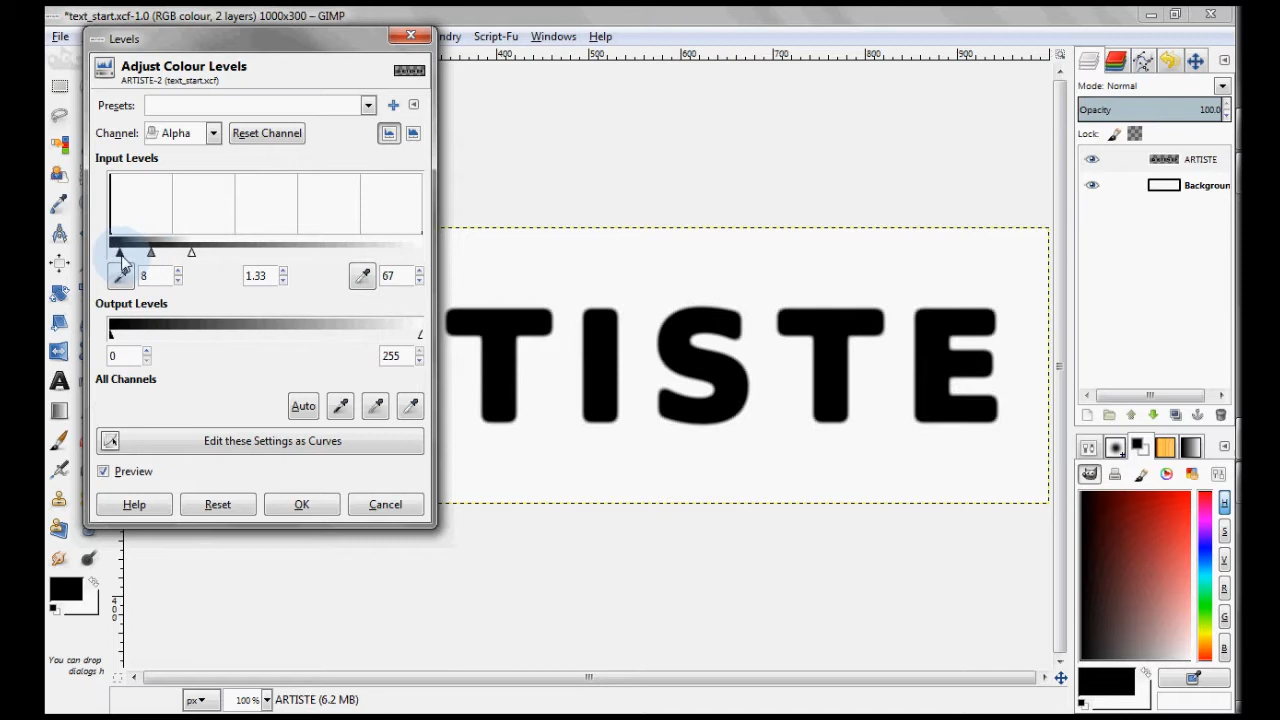 *text_start.xcf-1.0 (RGB colour, 2 layers) 1000x300 – GIMP
File
ndry Script-Fu Windows Help
Levels
Adjust Colour Levels
ARTISTE-2 (text_start.xcf)
Presets:
Channel: Alpha Reset Channel
Input Levels
8 1.33 67
Output Levels
0 255
All Channels
Auto
Edit these Settings as Curves
Preview
Help Reset OK Cancel
400 500 600 700 800 900
TISTE
400
You can drop
dialogs h
px 100 % ARTISTE (6.2 MB)
Mode: Normal
Opacity 100.0
Lock:
ARTISTE
Backgroun
H
S
V
R
G
B